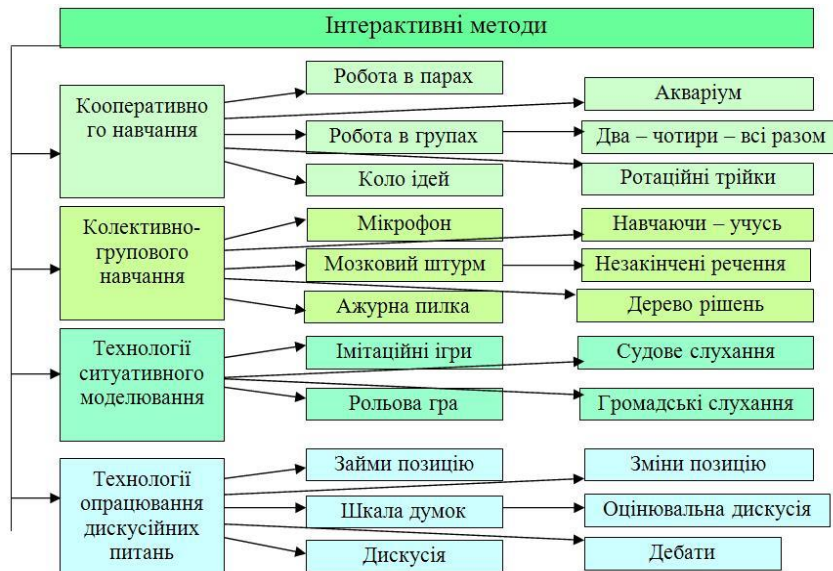 Інтерактивні методи
Кооперативно
го навчання
Робота в парах
Акваріум
Робота в групах
Два – чотири – всі разом
Коло ідей
Ротаційні трійки
Колективно-
групового
навчання
Мікрофон
Навчаючи – учусь
Мозковий штурм
Незакінчені речення
Ажурна пилка
Дерево рішень
Технології
ситуативного
моделювання
Імітаційні ігри
Судове слухання
Рольова гра
Громадські слухання
Технології
опрацювання
дискусійних
питань
Займи позицію
Зміни позицію
Шкала думок
Оцінювальна дискусія
Дискусія
Дебати